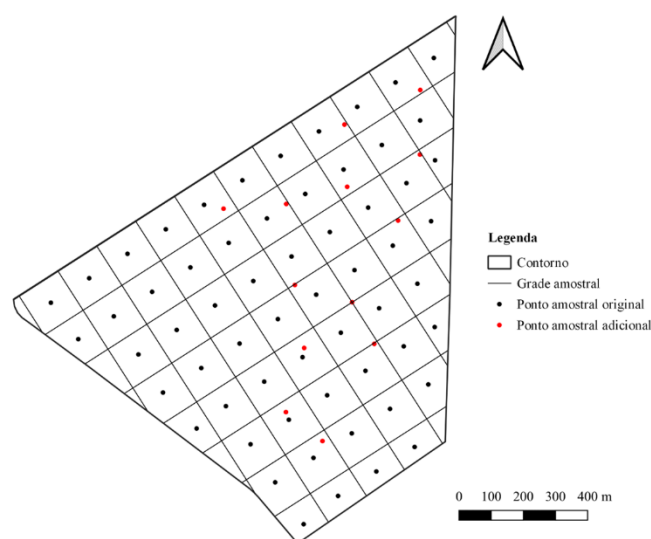 Legenda
Contorno
Grade amostral
Ponto amostral original
Ponto amostral adicional
0 100 200 300 400 m